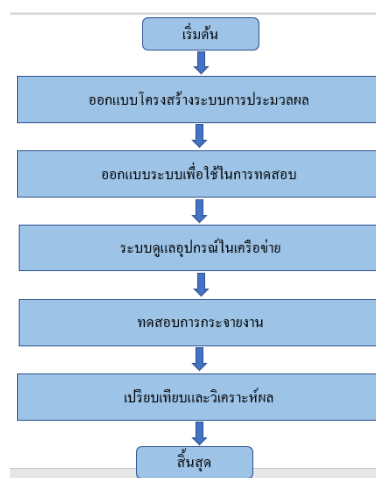 เริ่มต้น
ออกแบบโครงสร้างระบบการประมวลผล
ออกแบบระบบเพื่อใช้ในการทดสอบ
ระบบดูแลอุปกรณ์ในเครือข่าย
ทดสอบการกระจายงาน
เปรียบเทียบและวิเคราะห์ผล
สิ้นสุด